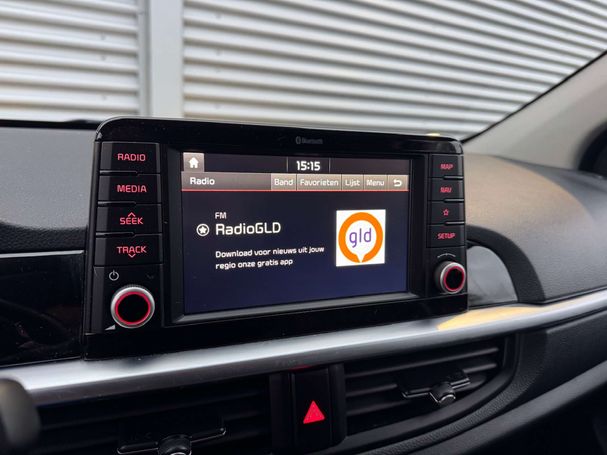 Bluetooth
RADIO
MEDIA
SEEK
TRACK
15:15
Radio Band Favorieten Lijst Menu
FM
RadioGLD
Download voor nieuws uit jouw
regio onze gratis app
gld
MAP
NAV
SETUP